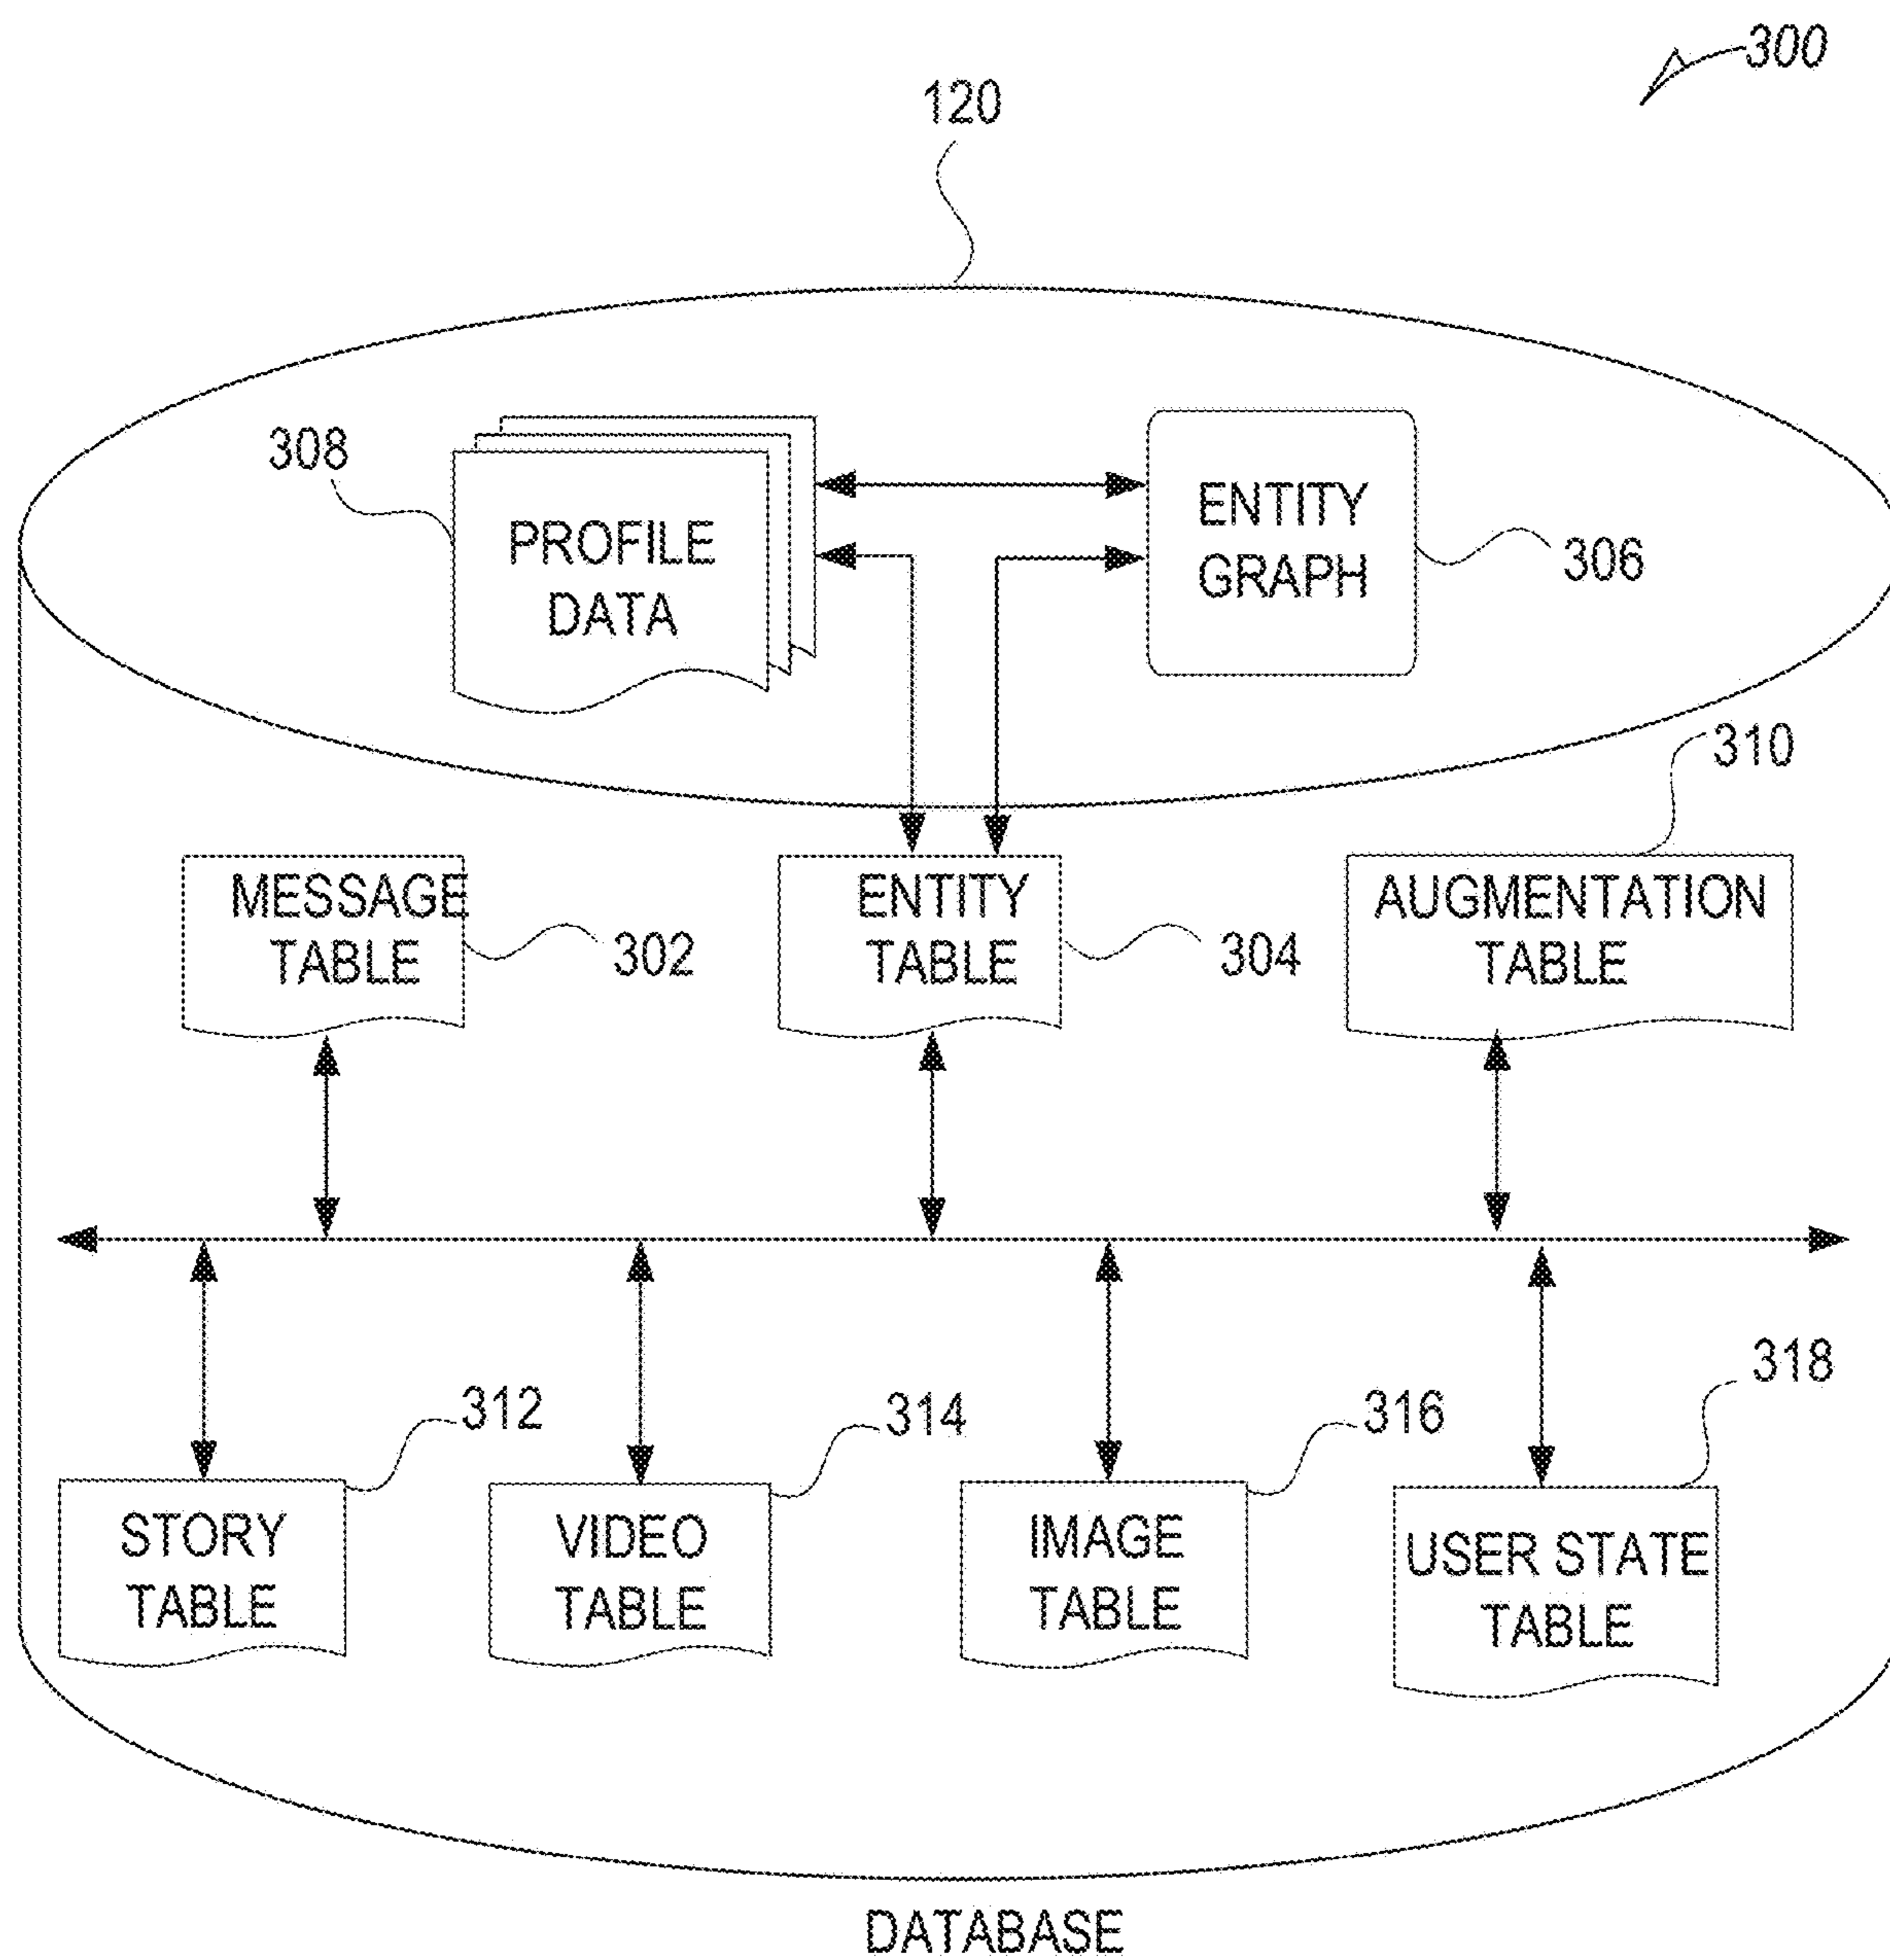 300
120
308
PROFILE
DATA
ENTITY
GRAPH
306
310
MESSAGE
TABLE
302
ENTITY
TABLE
304
AUGMENTATION
TABLE
312
314
316
318
STORY
TABLE
VIDEO
TABLE
IMAGE
TABLE
USER STATE
TABLE
DATABASE